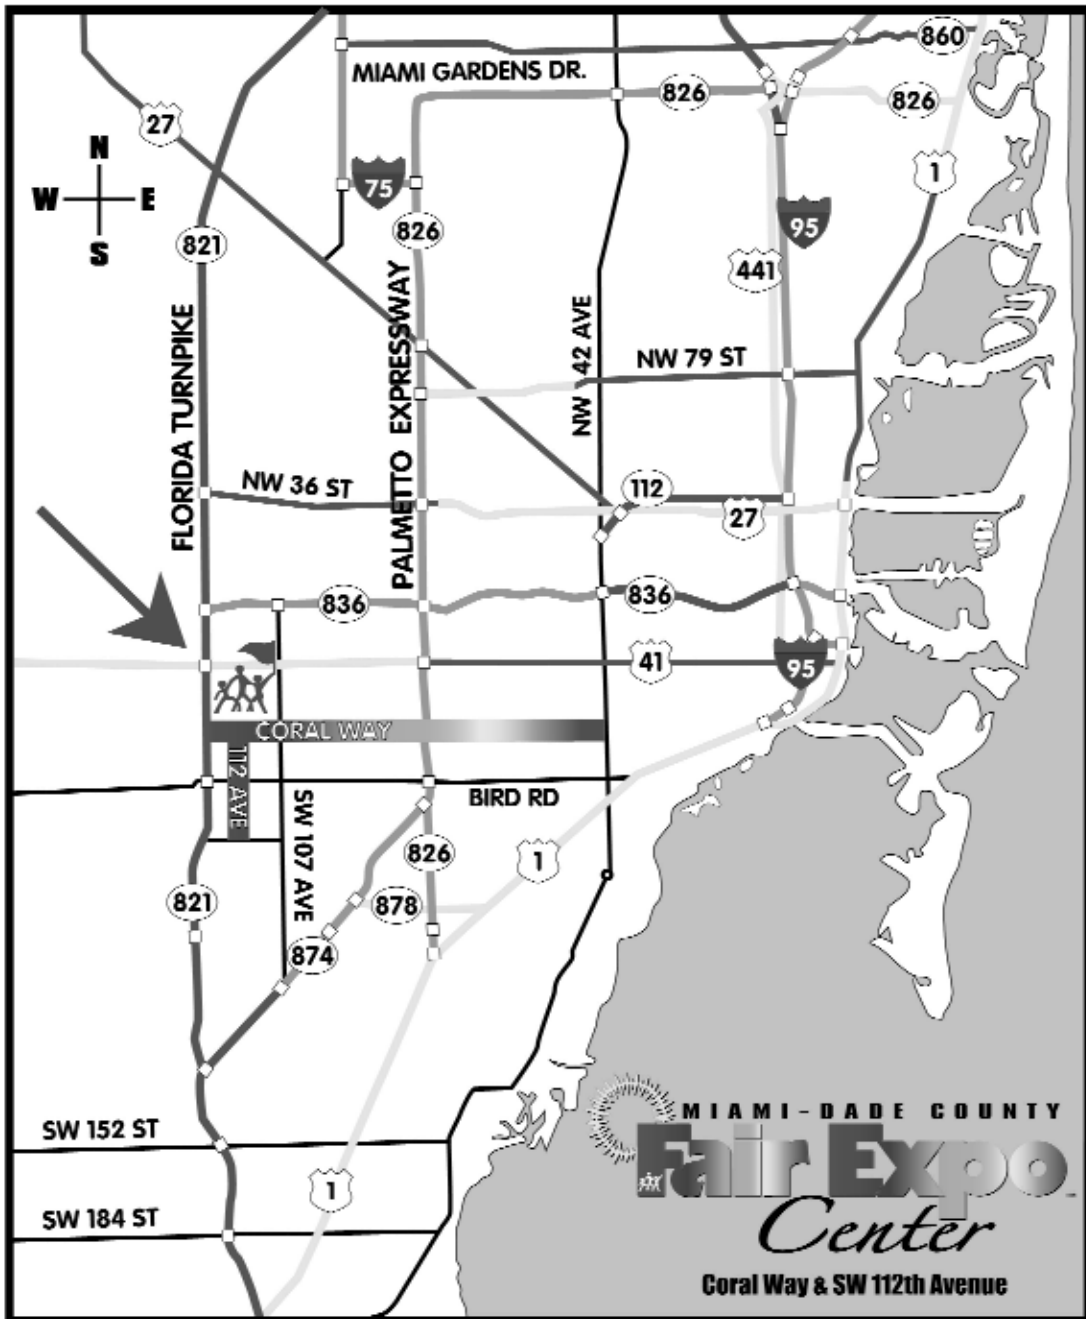 860
MIAMI GARDENS DR.
826
826
27
N
W E
S
75
1
821
826
95
441
FLORIDA TURNPIKE
PALMETTO EXPRESSWAY
NW 42 AVE
NW 79 ST
NW 36 ST
112
27
836
836
41
95
CORAL WAY
112 AVE
SW 107 AVE
BIRD RD
826
1
821
878
874
SW 152 ST
1
SW 184 ST
MIAMI-DADE COUNTY
Fair Expo
Center
Coral Way & SW 112th Avenue